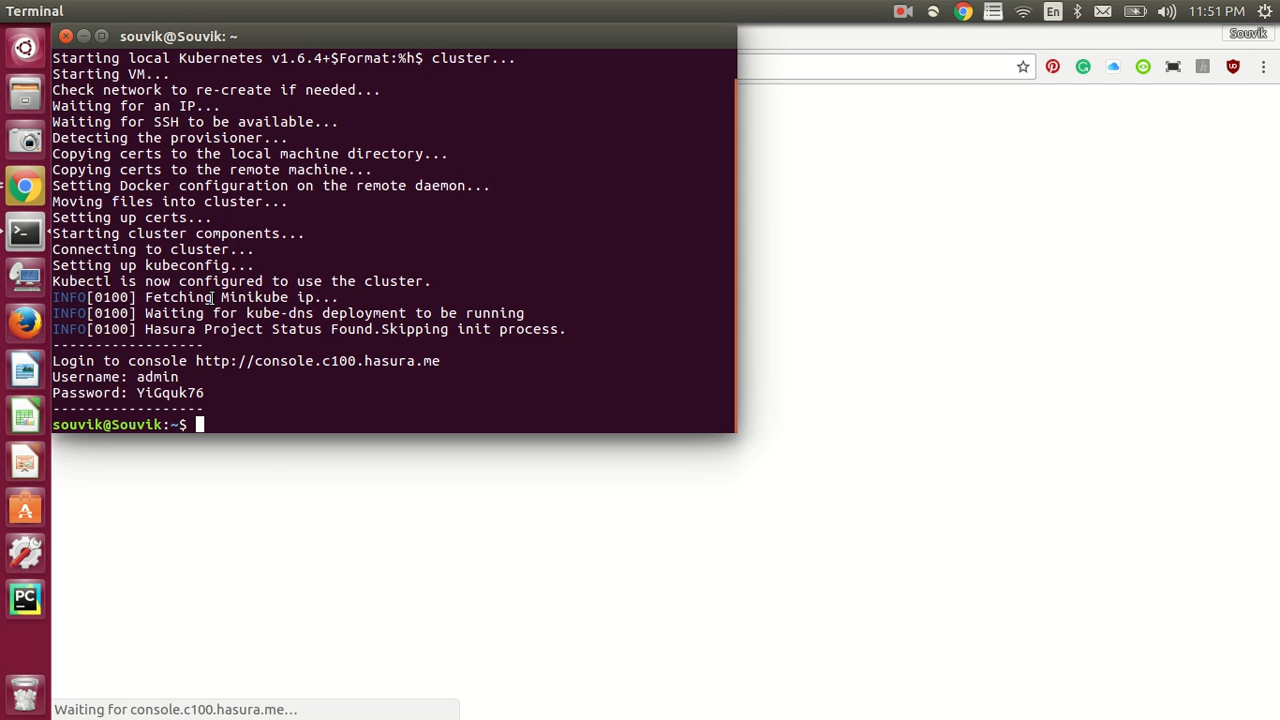 Terminal
En
11:51 PM
souvik@Souvik: ~
Souvik
Starting local Kubernetes v1.6.4+$Format:%h$ cluster...
Starting VM...
Check network to re-create if needed...
Waiting for an IP...
Waiting for SSH to be available...
Detecting the provisioner...
Copying certs to the local machine directory...
Copying certs to the remote machine...
Setting Docker configuration on the remote daemon...
Moving files into cluster...
Setting up certs...
Starting cluster components...
Connecting to cluster...
Setting up kubeconfig...
Kubectl is now configured to use the cluster.
INFO[0100] Fetching Minikube ip...
INFO[0100] Waiting for kube-dns deployment to be running
INFO[0100] Hasura Project Status Found.Skipping init process.
------------------
Login to console http://console.c100.hasura.me
Username: admin
Password: YiGquk76
------------------
souvik@Souvik:~$
PC
Waiting for console.c100.hasura.me...